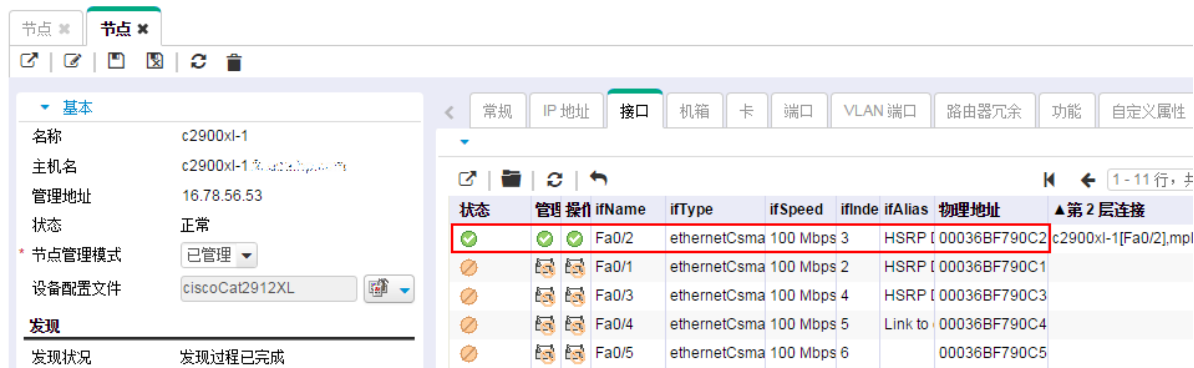 节点 节点
基本
名称 c2900xl-1
主机名 c2900xl-1
管理地址 16.78.56.53
状态 正常
* 节点管理模式 已管理
设备配置文件 ciscoCat2912XL
发现
发现状况 发现过程已完成
常规 IP 地址 接口 机箱 卡 端口 VLAN 端口 路由器冗余 功能 自定义属性
1 - 11 行，共
状态 管理 操作 ifName ifType ifSpeed ifInde ifAlias 物理地址 ▲第 2 层连接
Fa0/2 ethernetCsma 100 Mbps 3 HSRP 00036BF790C2 c2900xl-1[Fa0/2],mpl
Fa0/1 ethernetCsma 100 Mbps 2 HSRP 00036BF790C1
Fa0/3 ethernetCsma 100 Mbps 4 HSRP 00036BF790C3
Fa0/4 ethernetCsma 100 Mbps 5 Link to 00036BF790C4
Fa0/5 ethernetCsma 100 Mbps 6 00036BF790C5